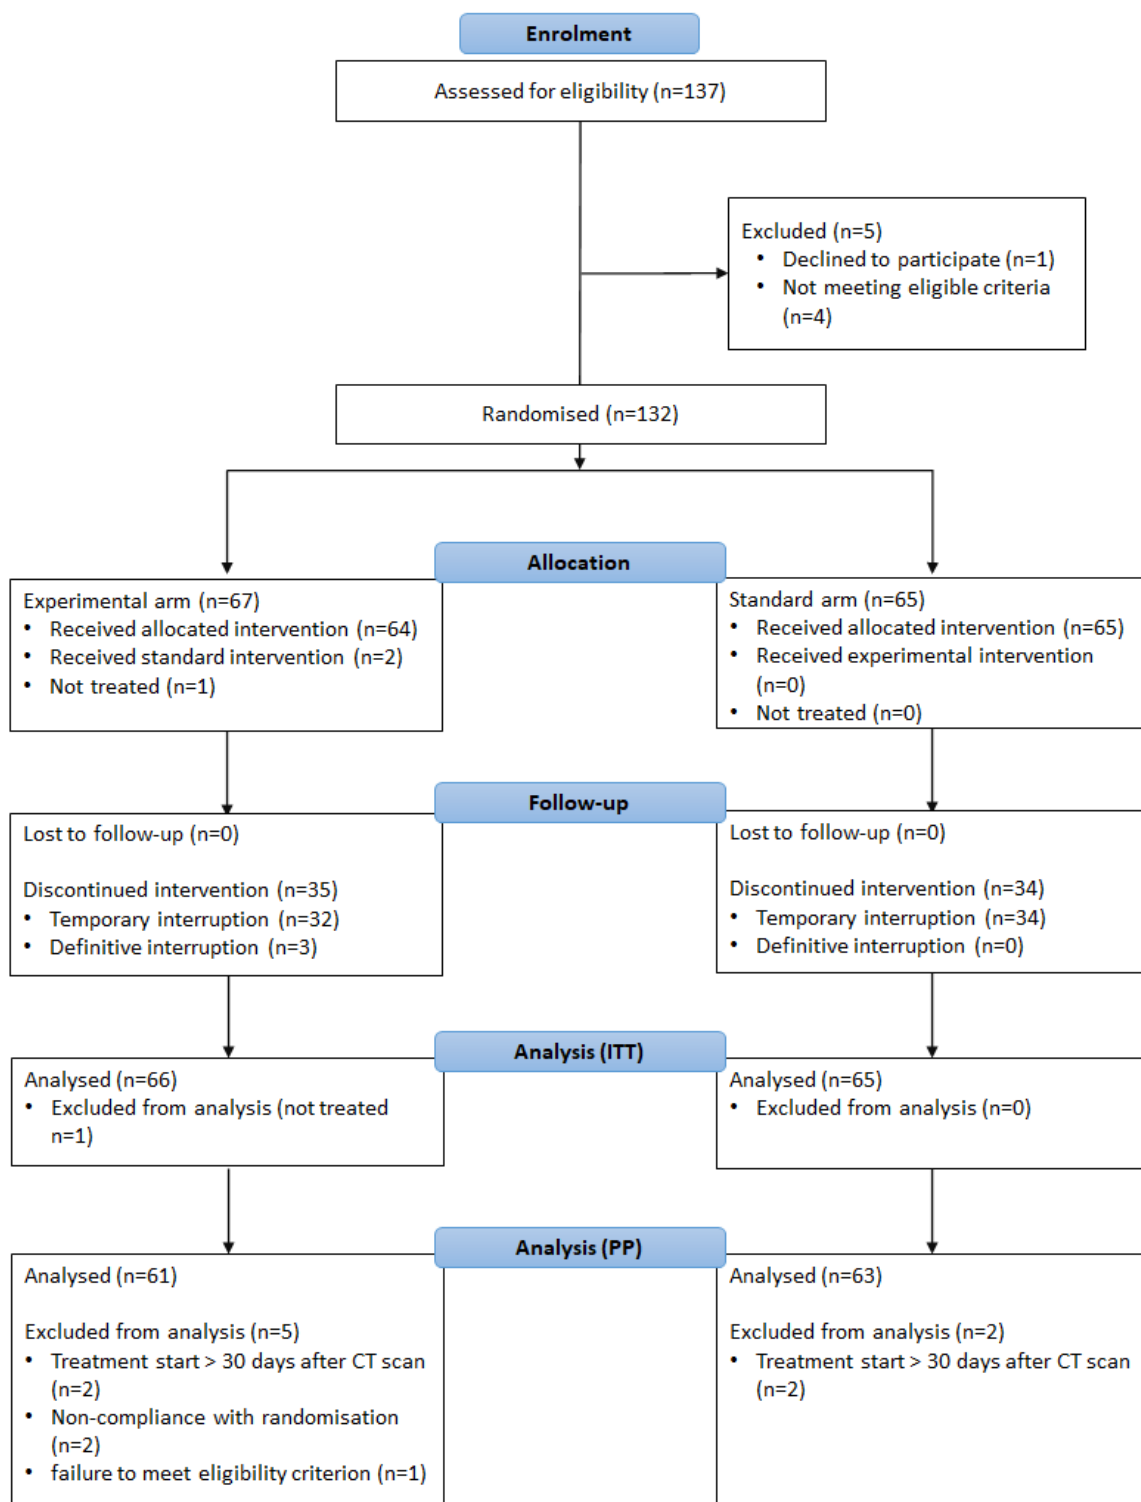 Enrolment
Assessed for eligibility (n=137)
Excluded (n=5)
• Declined to participate (n=1)
• Not meeting eligible criteria
(n=4)
Randomised (n=132)
Allocation
Experimental arm (n=67)
• Received allocated intervention (n=64)
• Received standard intervention (n=2)
• Not treated (n=1)
Standard arm (n=65)
• Received allocated intervention (n=65)
• Received experimental intervention
(n=0)
• Not treated (n=0)
Follow-up
Lost to follow-up (n=0)
Discontinued intervention (n=35)
• Temporary interruption (n=32)
• Definitive interruption (n=3)
Lost to follow-up (n=0)
Discontinued intervention (n=34)
• Temporary interruption (n=34)
• Definitive interruption (n=0)
Analysis (ITT)
Analysed (n=66)
• Excluded from analysis (not treated
n=1)
Analysed (n=65)
• Excluded from analysis (n=0)
Analysis (PP)
Analysed (n=61)
Excluded from analysis (n=5)
• Treatment start > 30 days after CT scan
(n=2)
• Non-compliance with randomisation
(n=2)
• failure to meet eligibility criterion (n=1)
Analysed (n=63)
Excluded from analysis (n=2)
• Treatment start > 30 days after CT scan
(n=2)